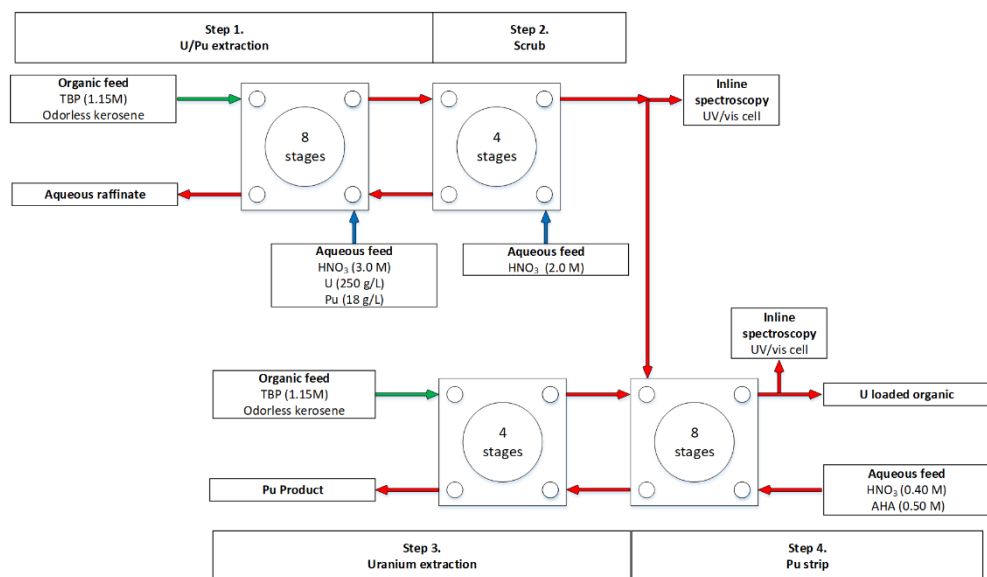 Step 1.
U/Pu extraction
Step 2.
Scrub
Organic feed
TBP (1.15M)
Odorless kerosene
8
stages
4
stages
Inline
spectroscopy
UV/vis cell
Aqueous raffinate
Aqueous feed
HNO₃ (3.0 M)
U (250 g/L)
Pu (18 g/L)
Aqueous feed
HNO₃ (2.0 M)
Inline
spectroscopy
UV/vis cell
Organic feed
TBP (1.15M)
Odorless kerosene
4
stages
8
stages
U loaded organic
Pu Product
Aqueous feed
HNO₃ (0.40 M)
AHA (0.50 M)
Step 3.
Uranium extraction
Step 4.
Pu strip